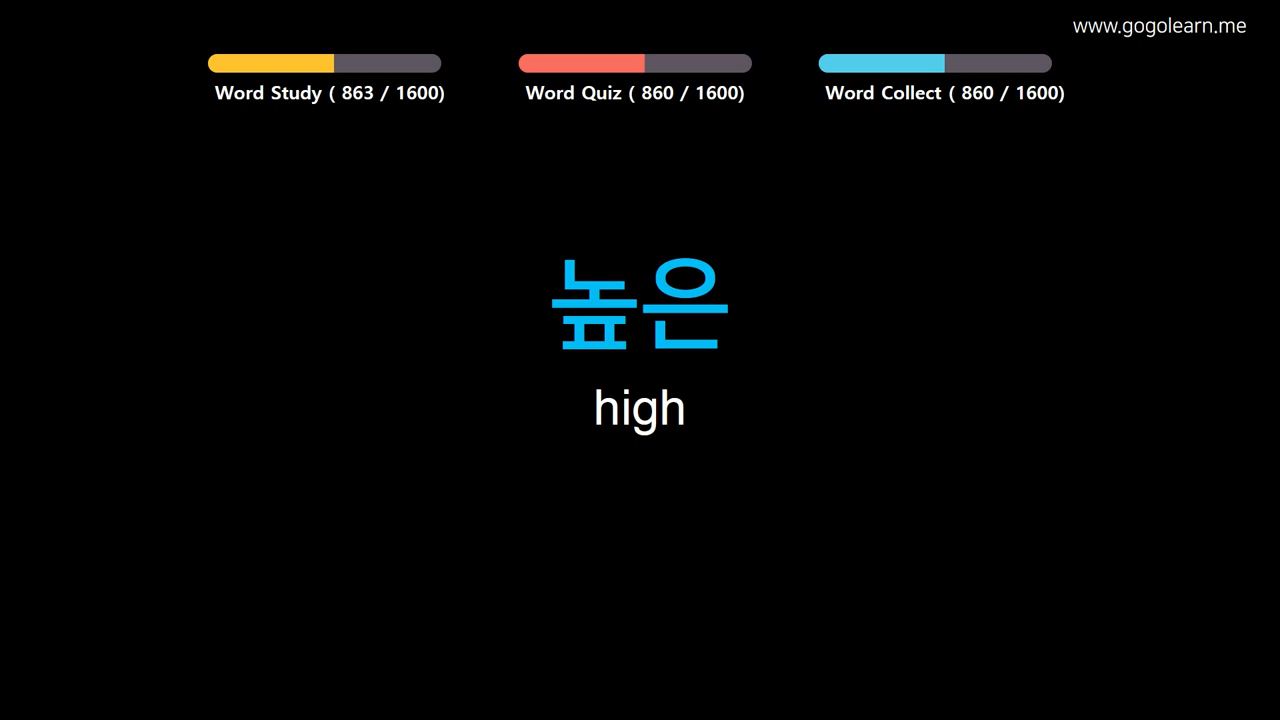 www.gogolearn.me
Word Study ( 863 / 1600)
Word Quiz ( 860 / 1600)
Word Collect ( 860 / 1600)
높은
high